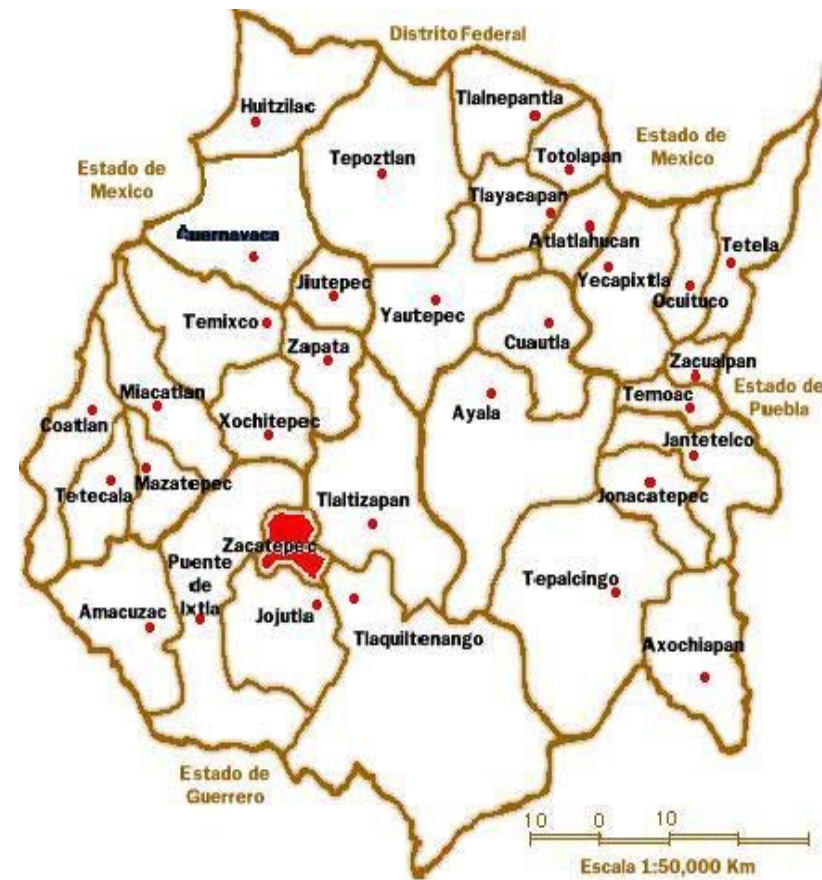 Distrito Federal
Huitzilac
Tlalnepantla
Estado de
Mexico
Tepoztlan
Totolapan
Estado de
Mexico
Tlayacapan
Cuernavaca
Atlatlahucan
Tetela
Jiutepec
Yecapixtla
Ocuituco
Temixco
Yautepec
Zapata
Cuautla
Zacualpan
Miacatlan
Temoac
Estado de
Puebla
Coatlan
Xochitepec
Ayala
Jantetelco
Tetecala
Mazatepec
Tlaltizapan
Jonacatepec
Zacatepec
Puente
de
Ixtla
Tepalcingo
Amacuzac
Jojutla
Tlaquiltenango
Axochiapan
Estado de
Guerrero
10 0 10
Escala 1:50,000 Km